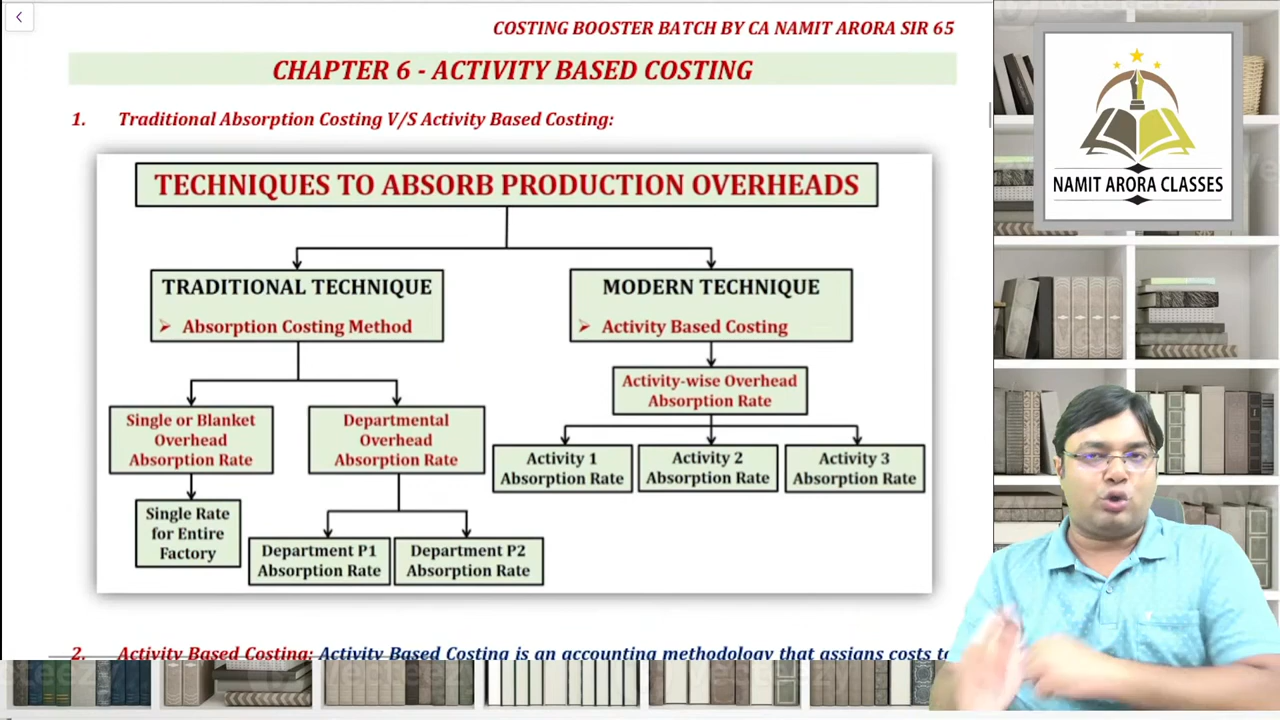 COSTING BOOSTER BATCH BY CA NAMIT ARORA SIR 65
CHAPTER 6 - ACTIVITY BASED COSTING
1. Traditional Absorption Costing V/S Activity Based Costing:
TECHNIQUES TO ABSORB PRODUCTION OVERHEADS
TRADITIONAL TECHNIQUE
➢ Absorption Costing Method
MODERN TECHNIQUE
➢ Activity Based Costing
Single or Blanket
Overhead
Absorption Rate
Departmental
Overhead
Absorption Rate
Activity-wise Overhead
Absorption Rate
Activity 1
Absorption Rate
Activity 2
Absorption Rate
Activity 3
Absorption Rate
Single Rate
for Entire
Factory
Department P1
Absorption Rate
Department P2
Absorption Rate
2. Activity Based Costing: Activity Based Costing is an accounting methodology that assigns costs to
NAMIT ARORA CLASSES